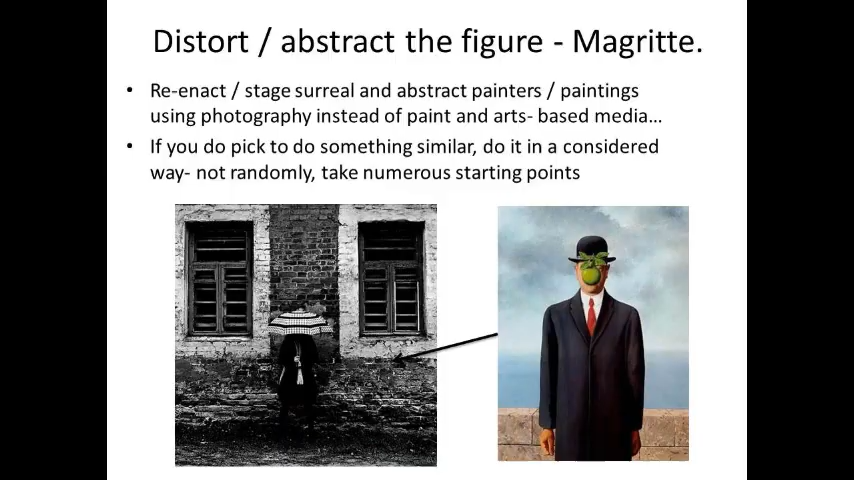 Distort / abstract the figure - Magritte.
• Re-enact / stage surreal and abstract painters / paintings
using photography instead of paint and arts- based media…
• If you do pick to do something similar, do it in a considered
way- not randomly, take numerous starting points